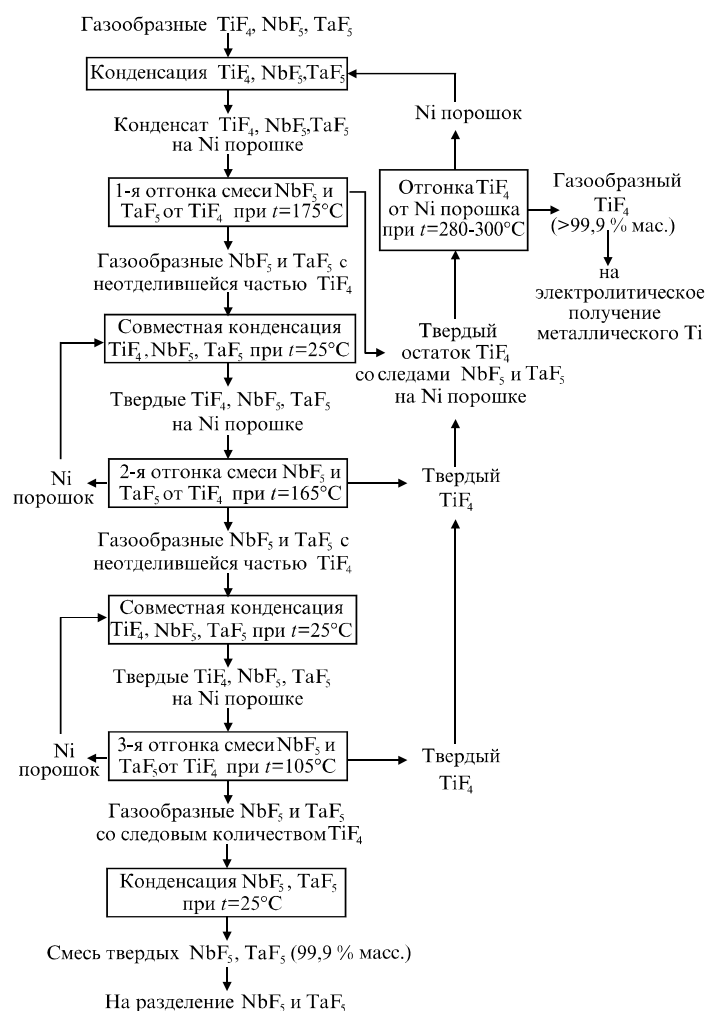 Газообразные TiF₄, NbF₅, TaF₅
Конденсация TiF₄, NbF₅,TaF₅
Конденсат TiF₄, NbF₅,TaF₅
на Ni порошке
1-я отгонка смеси NbF₅ и
TaF₅ от TiF₄ при t=175°C
Газообразные NbF₅ и TaF₅ с
неотделившейся частью TiF₄
Совместная конденсация
TiF₄, NbF₅, TaF₅ при t=25°C
Твердые TiF₄, NbF₅, TaF₅
на Ni порошке
Ni
порошок
2-я отгонка смеси NbF₅ и
TaF₅ от TiF₄ при t=165°C
Газообразные NbF₅ и TaF₅ с
неотделившейся частью TiF₄
Совместная конденсация
TiF₄, NbF₅, TaF₅ при t=25°C
Твердые TiF₄, NbF₅, TaF₅
на Ni порошке
Ni
порошок
3-я отгонка смеси NbF₅ и
TaF₅ от TiF₄ при t=105°C
Газообразные NbF₅ и TaF₅
со следовым количеством TiF₄
Конденсация NbF₅, TaF₅
при t=25°C
Смесь твердых NbF₅, TaF₅ (99,9 % масс.)
На разделение NbF₅ и TaF₅
Ni порошок
Отгонка TiF₄
от Ni порошка
при t=280-300°C
Газообразный
TiF₄
(>99,9 % мас.)
на
электролитическое
получение
металлического Ti
Твердый
остаток TiF₄
со следами NbF₅ и TaF₅
на Ni порошке
Твердый
TiF₄
Твердый
TiF₄